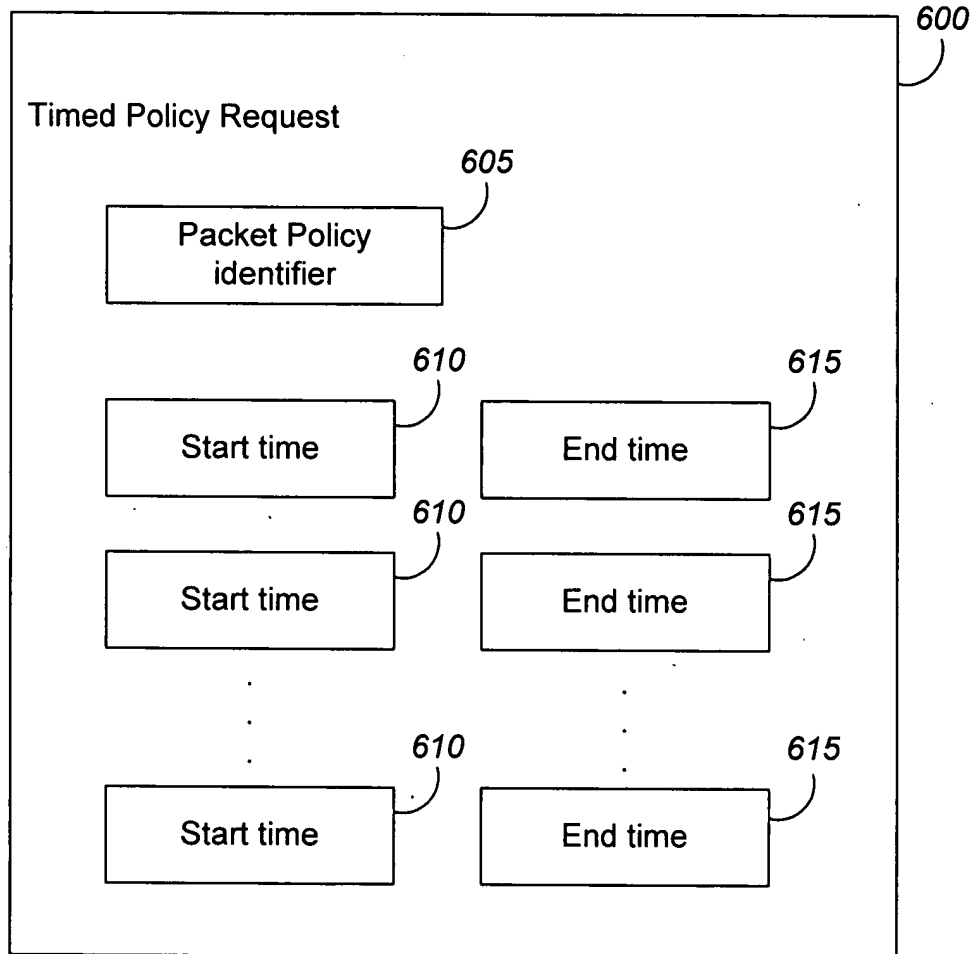 600
Timed Policy Request
605
Packet Policy
identifier
610
615
Start time
End time
610
615
Start time
End time
610
615
Start time
End time